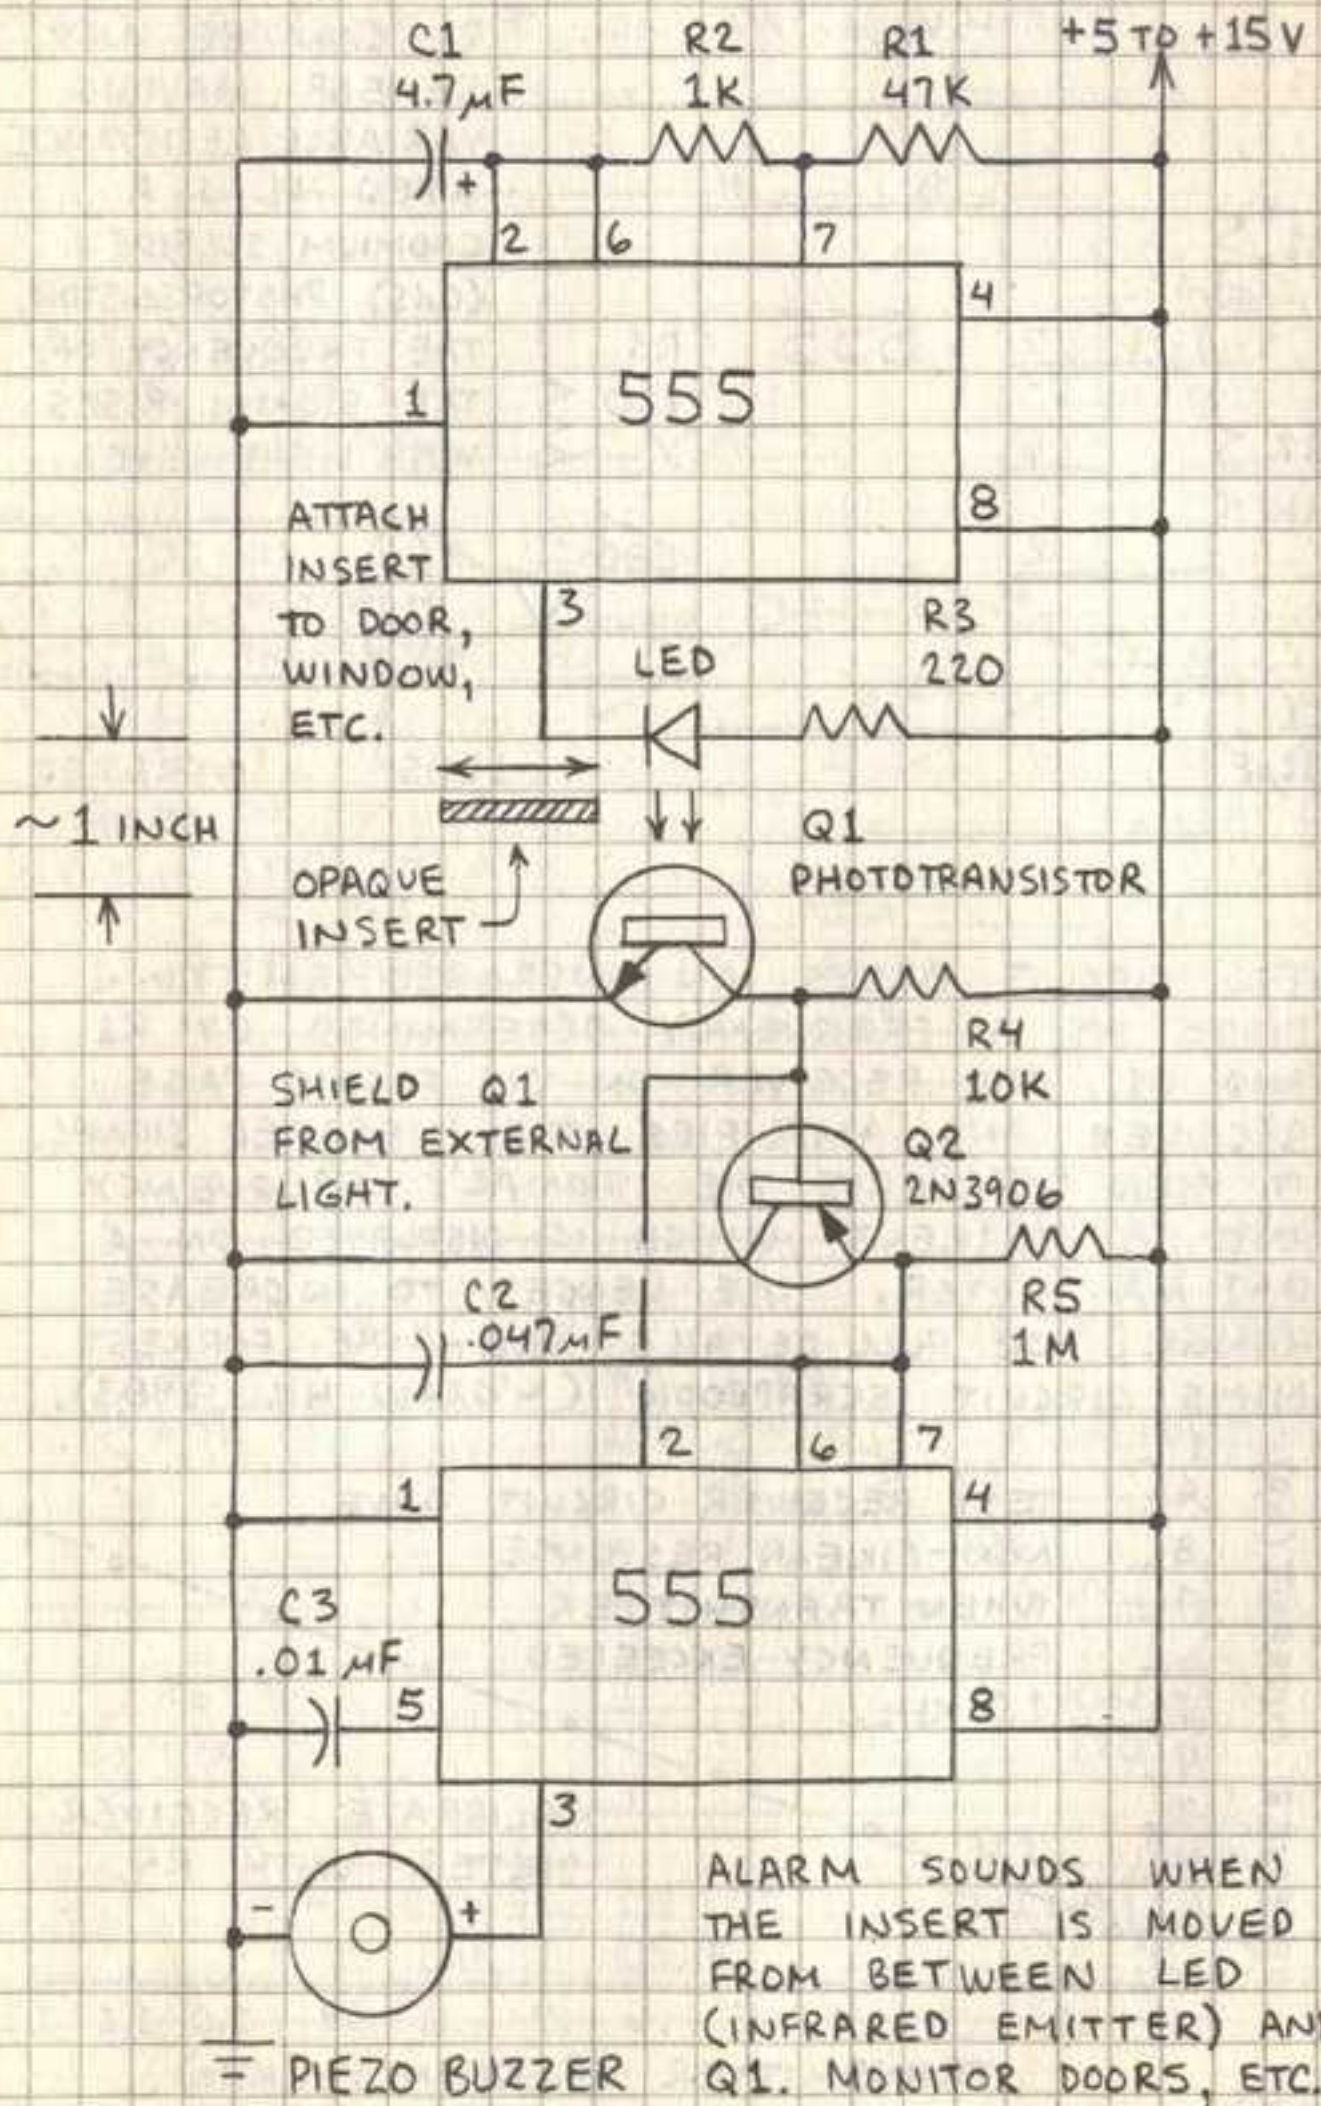 C1
4.7µF
R2
1K
R1
47K
+5 TO +15 V
2
6
7
4
555
1
8
ATTACH
INSERT
TO DOOR,
WINDOW,
ETC.
3
R3
220
LED
~1 INCH
Q1
PHOTOTRANSISTOR
OPAQUE
INSERT
R4
10K
SHIELD Q1
FROM EXTERNAL
LIGHT.
Q2
2N3906
C2
.047µF
R5
1M
2
6
7
1
4
555
C3
.01µF
5
8
3
- +
PIEZO BUZZER
ALARM SOUNDS WHEN
THE INSERT IS MOVED
FROM BETWEEN LED
(INFRARED EMITTER) AN
Q1. MONITOR DOORS, ETC.